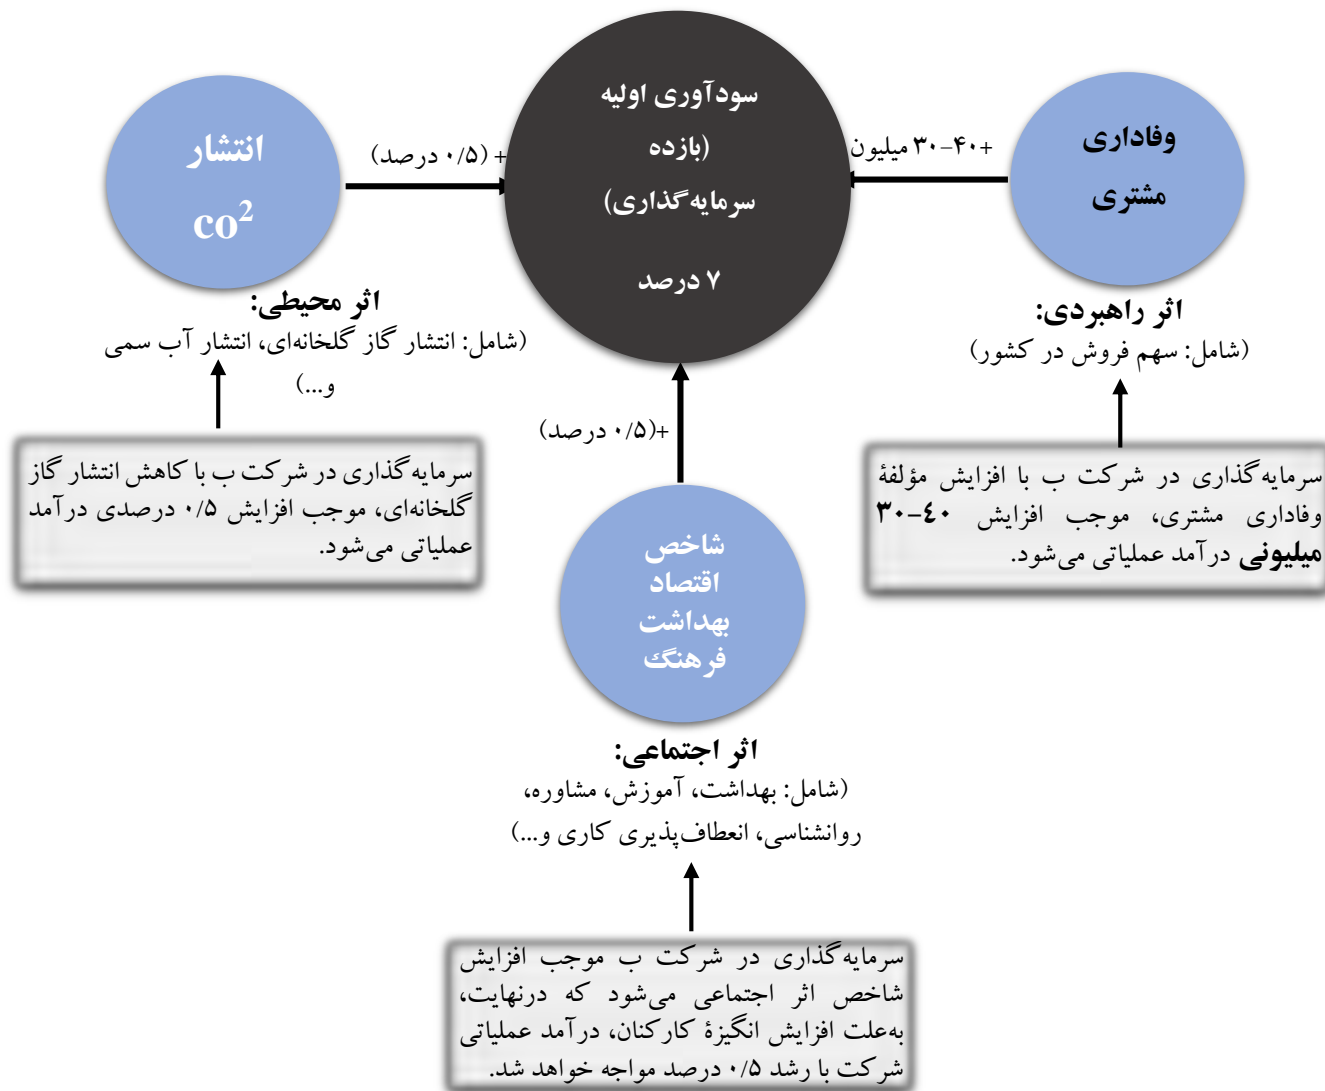 سودآوری اولیه
(بازده
سرمایه‌گذاری)
۷ درصد
وفاداری
مشتری
+۴۰-۳۰ میلیون
اثر راهبردی:
(شامل: سهم فروش در کشور)
سرمایه‌گذاری در شرکت ب با افزایش مؤلفهٔ
وفاداری مشتری، موجب افزایش ٤٠-٣٠
میلیونی درآمد عملیاتی می‌شود.
انتشار
co²
+ (۰/۵ درصد)
اثر محیطی:
(شامل: انتشار گاز گلخانه‌ای، انتشار آب سمی
و...)
سرمایه‌گذاری در شرکت ب با کاهش انتشار گاز
گلخانه‌ای، موجب افزایش ۰/۵ درصدی درآمد
عملیاتی می‌شود.
+(۰/۵ درصد)
شاخص
اقتصاد
بهداشت
فرهنگ
اثر اجتماعی:
(شامل: بهداشت، آموزش، مشاوره،
روانشناسی، انعطاف‌پذیری کاری و...)
سرمایه‌گذاری در شرکت ب موجب افزایش
شاخص اثر اجتماعی می‌شود که درنهایت،
به‌علت افزایش انگیزهٔ کارکنان، درآمد عملیاتی
شرکت با رشد ۰/۵ درصد مواجه خواهد شد.